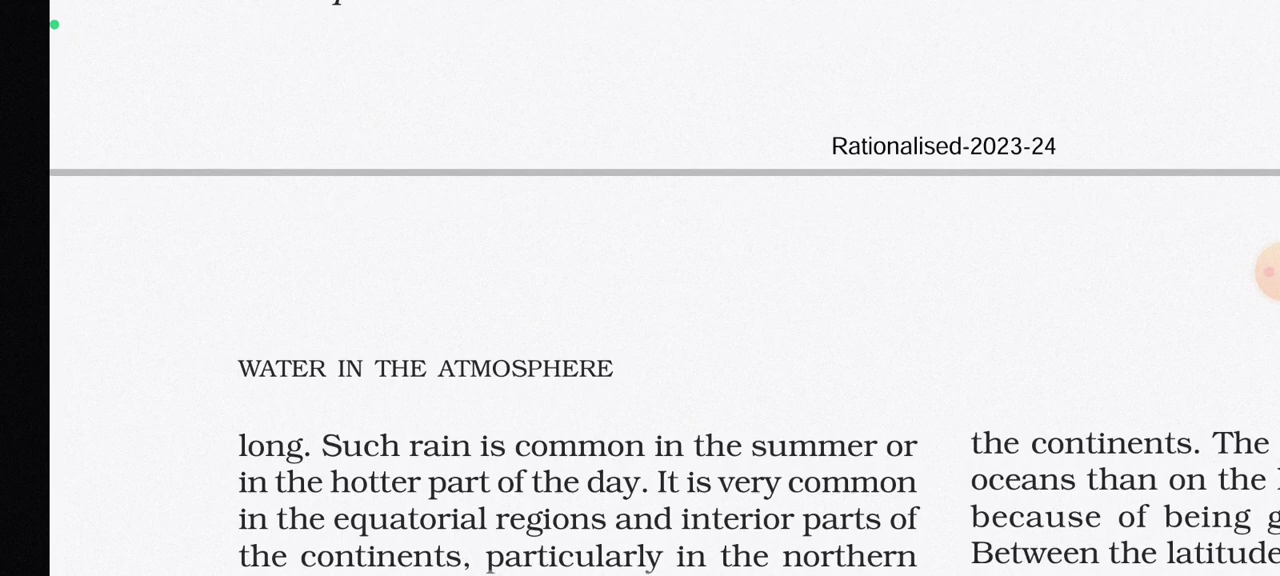 Rationalised-2023-24
WATER IN THE ATMOSPHERE
long. Such rain is common in the summer or
in the hotter part of the day. It is very common
in the equatorial regions and interior parts of
the continents, particularly in the northern
the continents. The
oceans than on the
because of being
Between the latitude